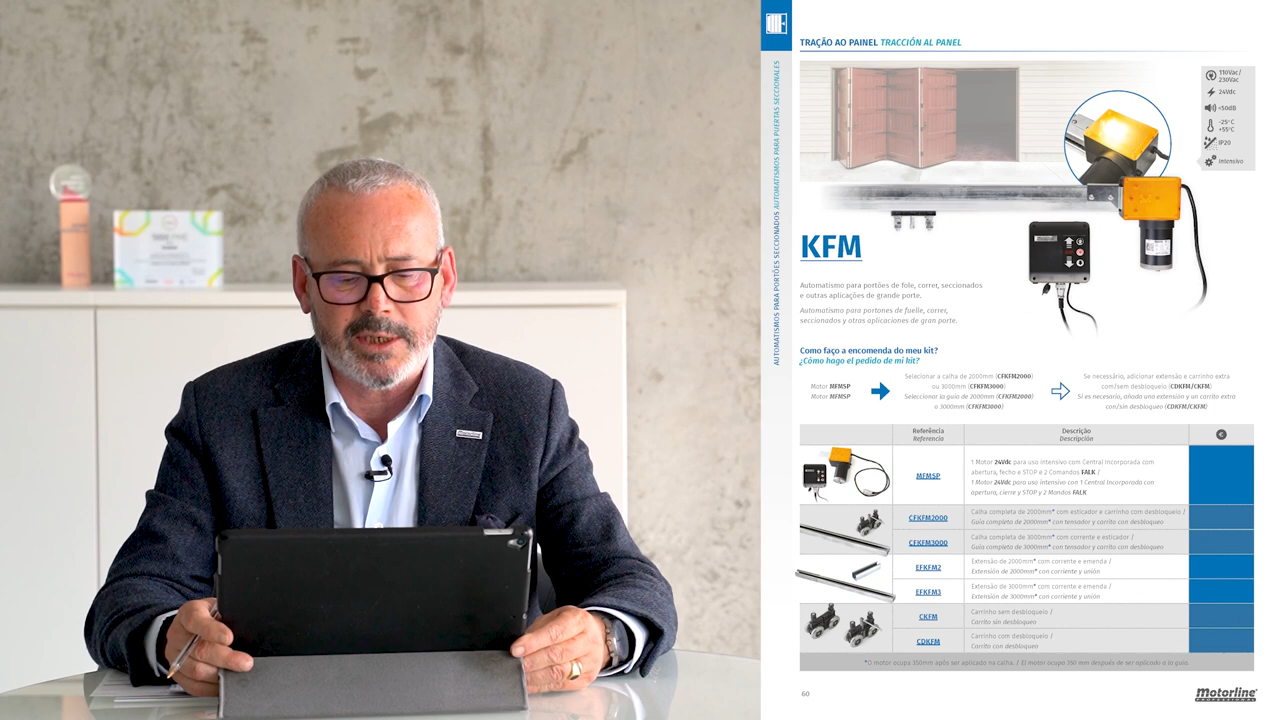 TRAÇÃO AO PAINEL TRACCIÓN AL PANEL
AUTOMATISMOS PARA PORTÕES SECCIONADOS AUTOMATISMOS PARA PUERTAS SECCIONALES
110Vac/
230Vac
24Vdc
<50dB
-25°C
+55°C
IP20
Intensivo
KFM
Automatismo para portões de fole, correr, seccionados
e outras aplicações de grande porte.
Automatismo para portones de fuelle, correr,
seccionados y otras aplicaciones de gran porte.
Como faço a encomenda do meu kit?
¿Cómo hago el pedido de mi kit?
Motor MFMSP
Motor MFMSP
Selecionar a calha de 2000mm (CFKFM2000)
ou 3000mm (CFKFM3000)
Seleccionar la guía de 2000mm (CFKFM2000)
o 3000mm (CFKFM3000)
Se necessário, adicionar extensão e carrinho extra
com/sem desbloqueio (CDKFM/CKFM)
Si es necesario, añada una extensión y un carrito extra
con/sin desbloqueo (CDKFM/CKFM)
Referência
Referencia
Descrição
Descripción
€
MFMSP
1 Motor 24Vdc para uso intensivo com Central Incorporada com
abertura, fecho e STOP e 2 Comandos FALK /
1 Motor 24Vdc para uso intensivo con 1 Central Incorporada con
apertura, cierre y STOP y 2 Mandos FALK
CFKFM2000
Calha completa de 2000mm* com esticador e carrinho com desbloqueio /
Guía completa de 2000mm* con tensador y carrito con desbloqueo
CFKFM3000
Calha completa de 3000mm* com corrente e esticador /
Guía completa de 3000mm* con tensador y carrito con desbloqueo
EFKFM2
Extensão de 2000mm* com corrente e emenda /
Extensión de 2000mm* con corriente y unión
EFKFM3
Extensão de 3000mm* com corrente e emenda /
Extensión de 3000mm* con corriente y unión
CKFM
Carrinho sem desbloqueio /
Carrito sin desbloqueo
CDKFM
Carrinho com desbloqueio /
Carrito con desbloqueo
*O motor ocupa 350mm após ser aplicado na calha. / El motor ocupa 350 mm después de ser aplicado a la guía.
60
motorline
PROFESSIONAL